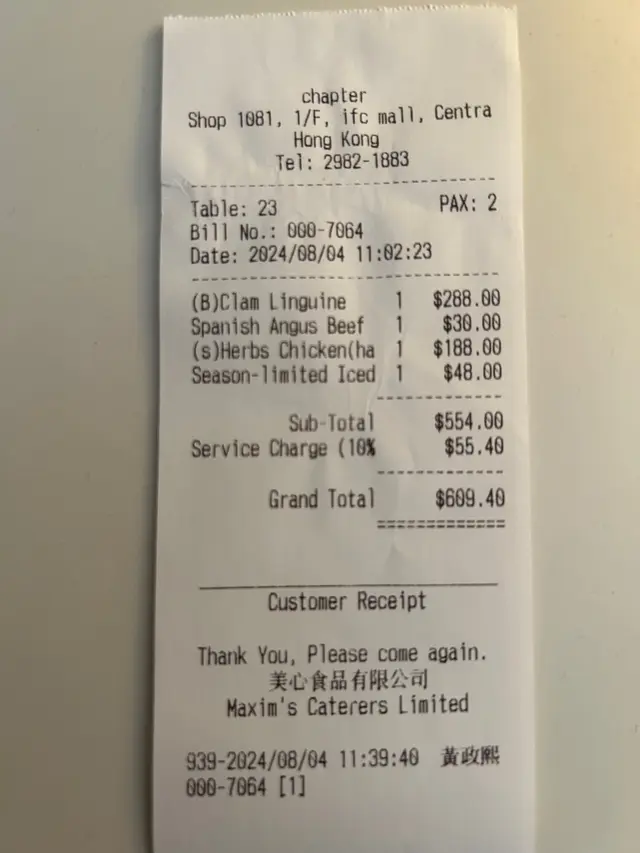 chapter
Shop 1081, 1/F, ifc mall, Centra
Hong Kong
Tel: 2982-1883
Table: 23 PAX: 2
Bill No.: 000-7064
Date: 2024/08/04 11:02:23
(B)Clam Linguine 1 $288.00
Spanish Angus Beef 1 $30.00
(s)Herbs Chicken(ha 1 $188.00
Season-limited Iced 1 $48.00
Sub-Total $554.00
Service Charge (10% $55.40
Grand Total $609.40
Customer Receipt
Thank You, Please come again.
美心食品有限公司
Maxim's Caterers Limited
939-2024/08/04 11:39:40 黃政熙
000-7064 [1]